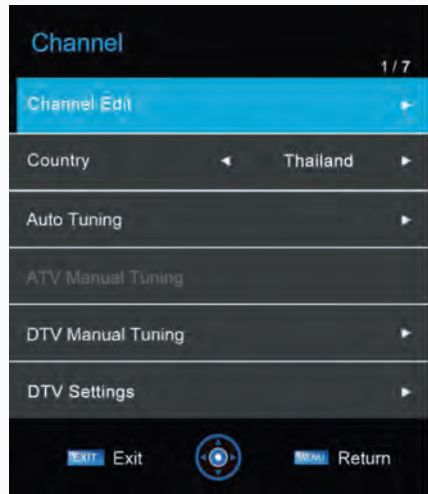 Channel
1 / 7
Channel Edit
Country Thailand
Auto Tuning
ATV Manual Tuning
DTV Manual Tuning
DTV Settings
EXIT Exit MENU Return